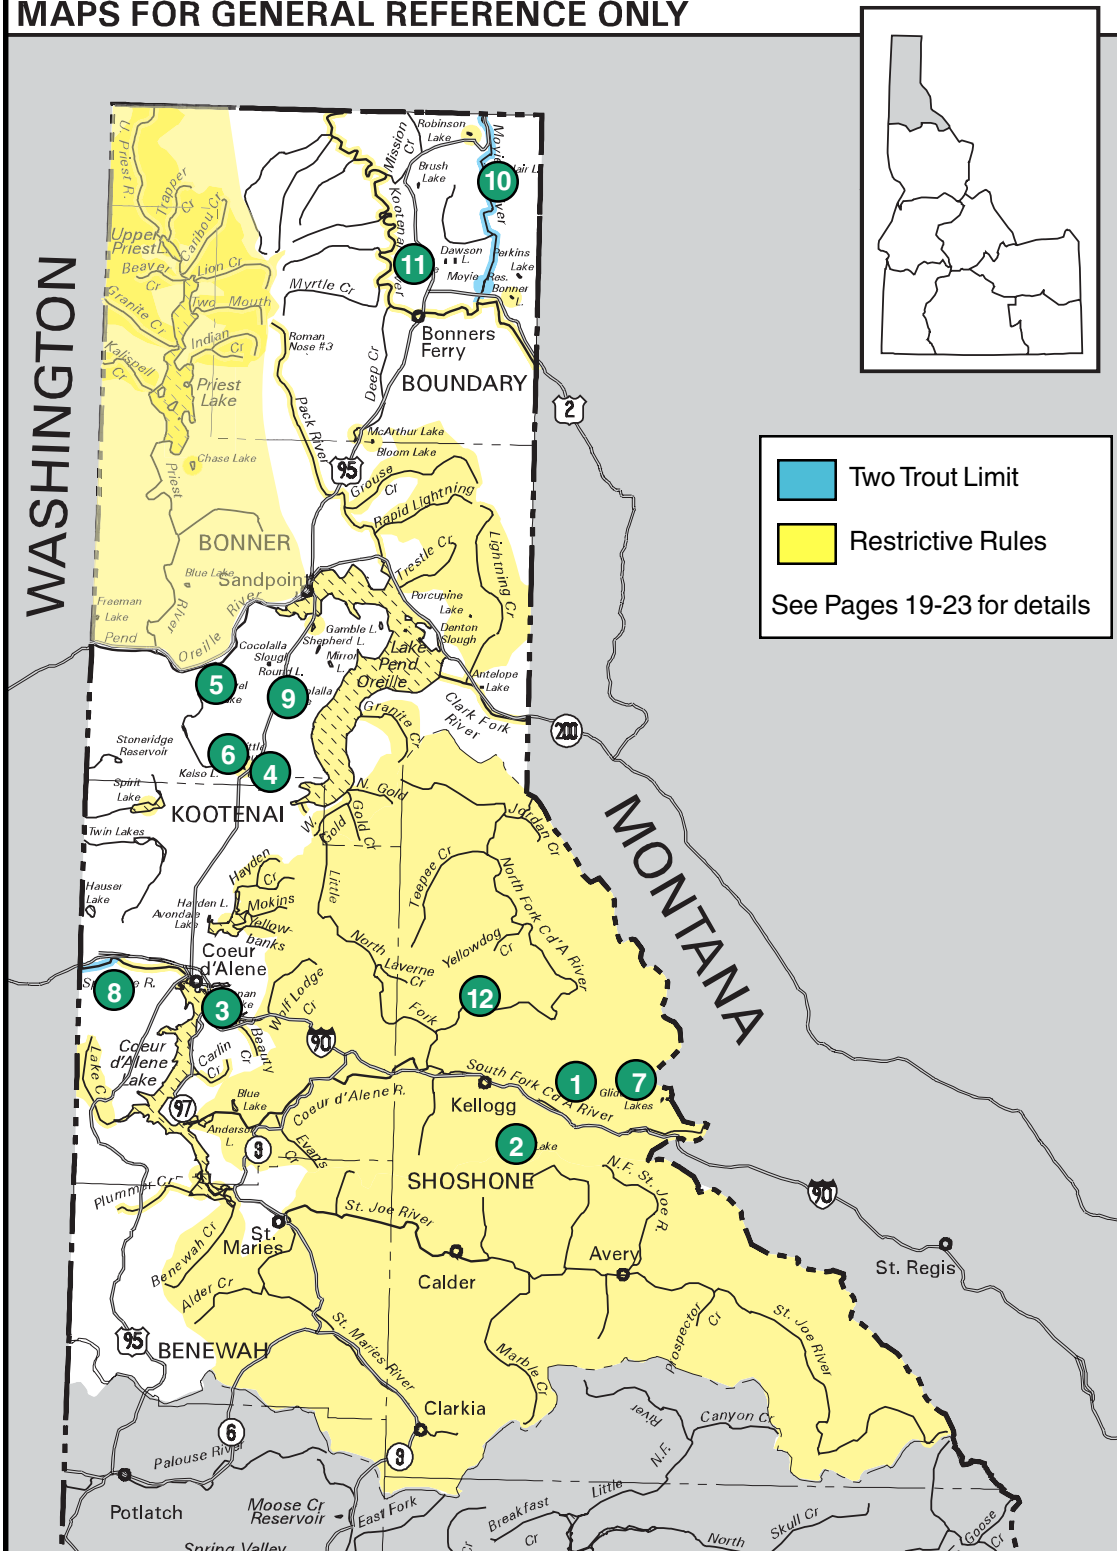 MAPS FOR GENERAL REFERENCE ONLY
WASHINGTON
MONTANA
Two Trout Limit
Restrictive Rules
See Pages 19-23 for details
U. Priest R.
Trapper
Cr
Caribou Cr
Upper
Priest L.
Beaver
Cr
Lion Cr
Granite Cr
Two Mouth
Indian
Cr
Kalispell
Cr
Priest
Lake
Chase Lake
Priest
River
BONNER
Blue Lake
Sandpoint
Freeman
Lake
Pend
Oreille
River
Mission
Cr
Robinson
Lake
Brush
Lake
Moyie
10
11
Dawson
L.
Perkins
Lake
Moyie Res.
Bonner
L.
Myrtle Cr
Roman
Nose #3
Deep Cr
Bonners
Ferry
BOUNDARY
2
Pack River
McArthur Lake
Bloom Lake
95
Grouse
Cr
Rapid Lightning
Trestle Cr
Lightning Cr
Porcupine
Lake
Denton
Slough
Gamble L.
Shepherd L.
Mirror
L.
Cocolalla
Slough
Round L.
Lake
Pend
Oreille
Antelope
Lake
Clark Fork
River
200
Granite Cr
5
9
6
4
Stoneridge
Reservoir
Kelso L.
Spirit
Lake
KOOTENAI
Twin Lakes
N. Gold
W.
Gold
Gold Cr
Jordan Cr
Hauser
Lake
Hayden
Cr
Hayden L.
Avondale
Lake
Mokins
Yellow-
banks
Little
North
Fork
Teepee Cr
North Fork C'd'A River
Yellowdog
Cr
Laverne
Cr
Coeur
d'Alene
8
3
12
Wolf Lodge
Cr
90
Beauty
Cr
Carlin
Cr
Coeur
d'Alene
Lake
Lake C.
97
Blue
Lake
Anderson
L.
Coeur d'Alene R.
Evans
Cr
3
South Fork Cd'A River
Kellogg
1
7
Lakes
2
Lake
SHOSHONE
Plummer Cr
St. Joe River
N.F. St. Joe R.
St.
Maries
Benewah Cr
Alder Cr
Calder
Avery
90
St. Regis
Prospector
Cr
St. Joe River
Marble Cr
St. Maries River
95
BENEWAH
Clarkia
6
3
Palouse River
Potlatch
Moose Cr
Reservoir
East Fork
Spring Valley
Breakfast
Cr
Little
N.F.
River
Canyon Cr
North
Skull Cr
Goose
Cr
Cr